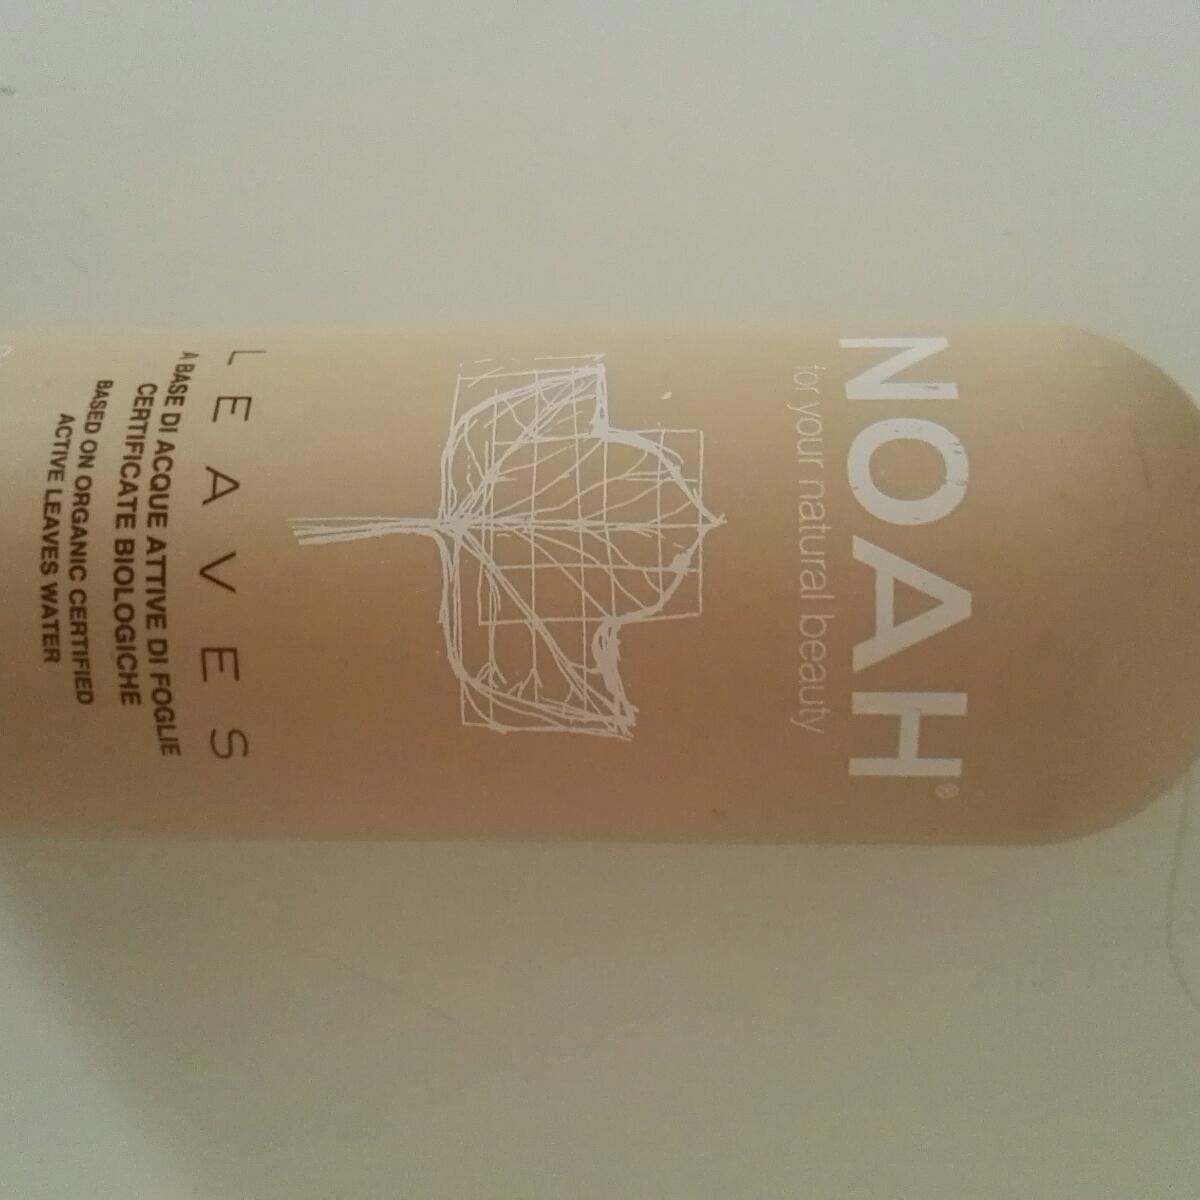 NOAH®
for your natural beauty
LEAVES
A BASE DI ACQUE ATTIVE DI FOGLIE
CERTIFICATE BIOLOGICHE
BASED ON ORGANIC CERTIFIED
ACTIVE LEAVES WATER